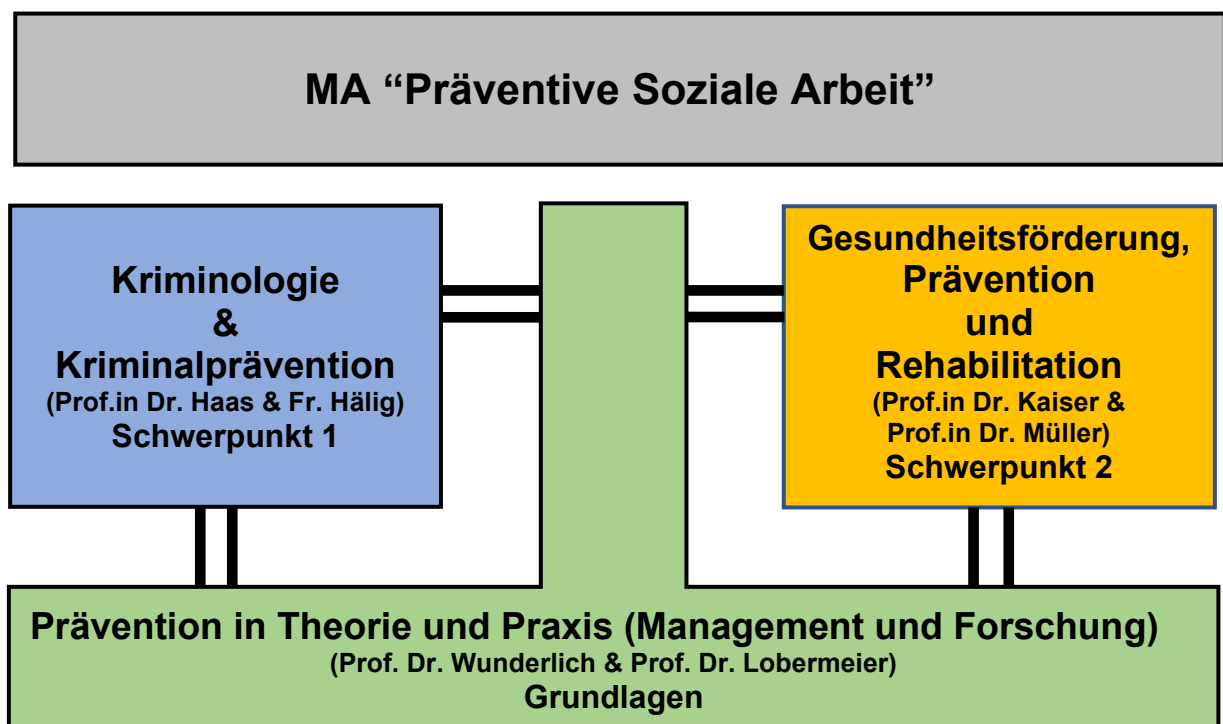 MA “Präventive Soziale Arbeit”
Kriminologie
&
Kriminalprävention
(Prof.in Dr. Haas & Fr. Hälig)
Schwerpunkt 1
Gesundheitsförderung,
Prävention
und
Rehabilitation
(Prof.in Dr. Kaiser &
Prof.in Dr. Müller)
Schwerpunkt 2
Prävention in Theorie und Praxis (Management und Forschung)
(Prof. Dr. Wunderlich & Prof. Dr. Lobermeier)
Grundlagen